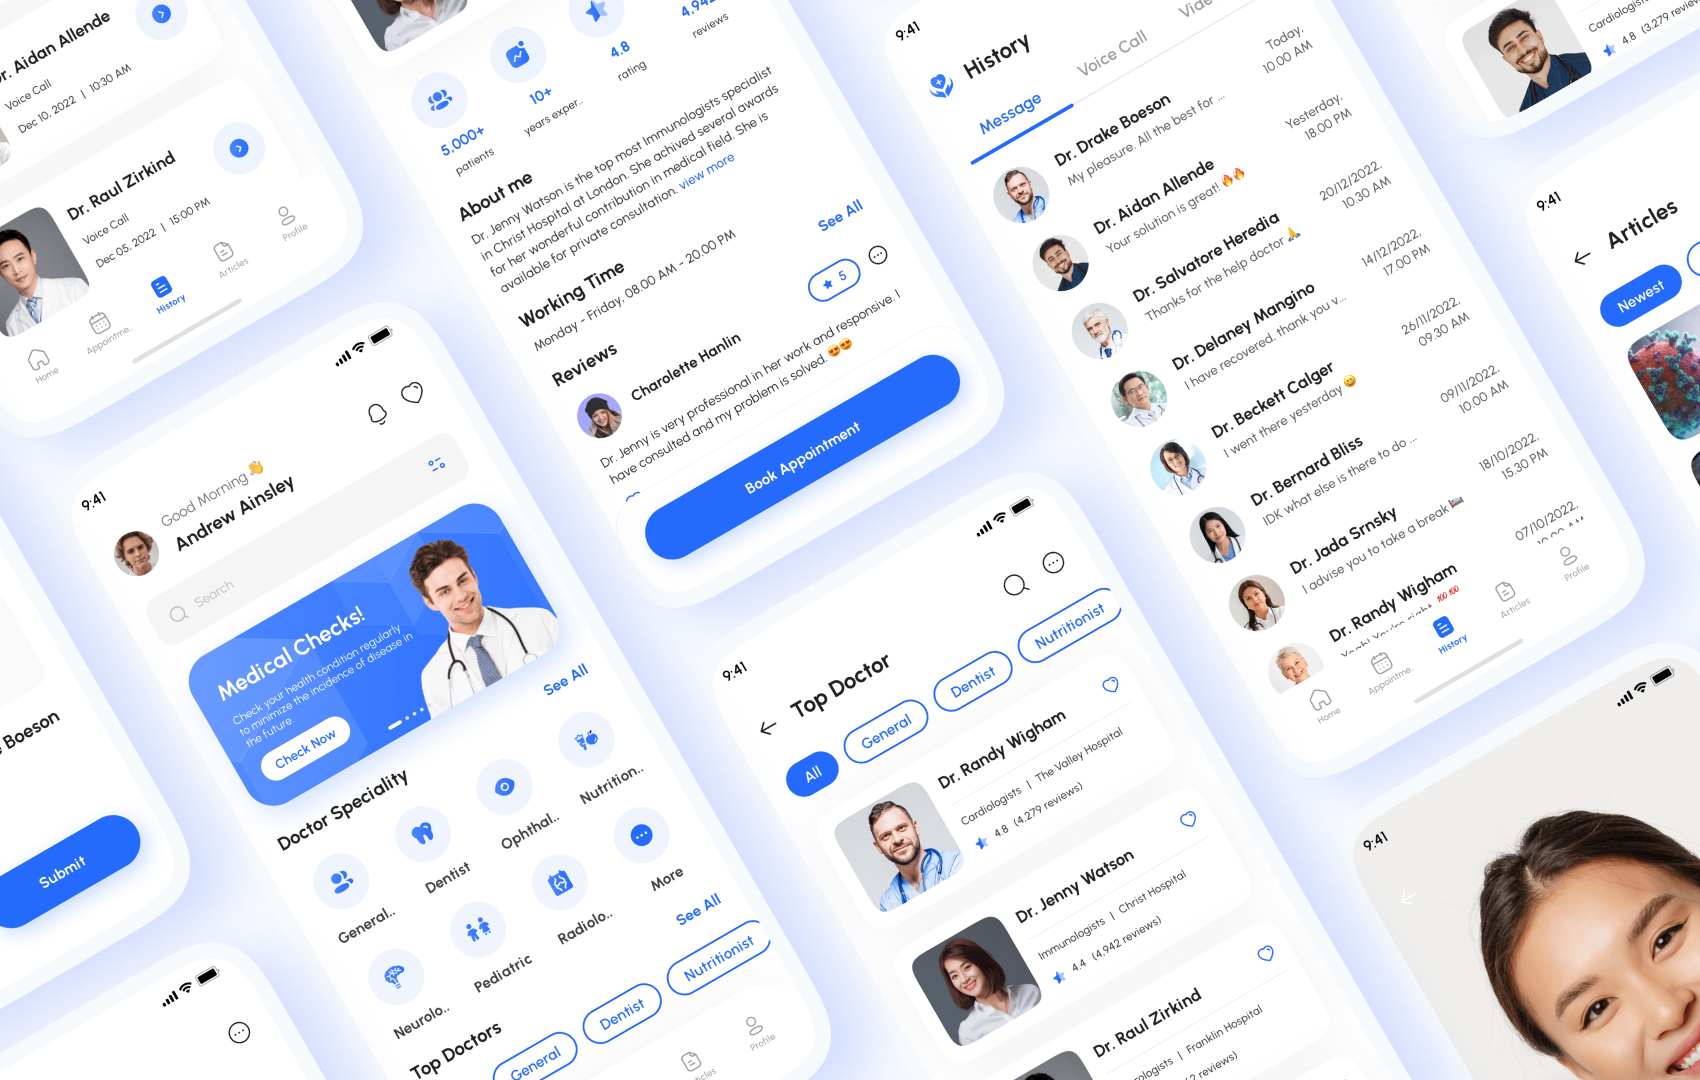 Dr. Aidan Allende
Voice Call
Dec 10, 2022 | 10:30 AM
Dr. Raul Zirkind
Voice Call
Dec 05, 2022 | 15:00 PM
Home
Appointme..
History
Articles
Profile
5.000+
patients
10+
years exper..
4.8
rating
reviews
About me
Dr. Jenny Watson is the top most Immunologists specialist
in Christ Hospital at London. She achived several awards
for her wonderful contribution in medical field. She is
available for private consultation. view more
Working Time
Monday - Friday, 08.00 AM - 20.00 PM
Reviews
See All
Charolette Hanlin
5
Dr. Jenny is very professional in her work and responsive. I
have consulted and my problem is solved. 😍😍
Book Appointment
9:41
History
Message
Voice Call
Dr. Drake Boeson
My pleasure. All the best for ...
Today,
10.00 AM
Dr. Aidan Allende
Your solution is great! 🔥🔥
Yesterday,
18.00 PM
Dr. Salvatore Heredia
Thanks for the help doctor 🙏
20/12/2022,
10.30 AM
Dr. Delaney Mangino
I have recovered, thank you v...
14/12/2022,
17.00 PM
Dr. Beckett Calger
I went there yesterday 😄
26/11/2022,
09.30 AM
Dr. Bernard Bliss
IDK what else is there to do ...
09/11/2022,
10.00 AM
Dr. Jada Srnsky
I advise you to take a break 🛏
18/10/2022,
15.30 PM
Dr. Randy Wigham
Yeah! You're right. 💯💯
07/10/2022,
Home
Appointme..
History
Articles
Profile
Cardiologists
4.8 (3.279 reviews)
9:41
Articles
Newest
9:41
Good Morning 👋
Andrew Ainsley
Search
Medical Checks!
Check your health condition regularly
to minimize the incidence of disease in
the future.
Check Now
Doctor Speciality
See All
General..
Dentist
Ophthal..
Nutrition..
Neurolo..
Pediatric
Radiolo..
More
Top Doctors
See All
General
Dentist
Nutritionist
Profile
Boeson
Submit
9:41
Top Doctor
All
General
Dentist
Nutritionist
Dr. Randy Wigham
Cardiologists | The Valley Hospital
4.8 (4.279 reviews)
Dr. Jenny Watson
Immunologists | Christ Hospital
4.4 (4.942 reviews)
Dr. Raul Zirkind
Franklin Hospital
reviews)
9:41